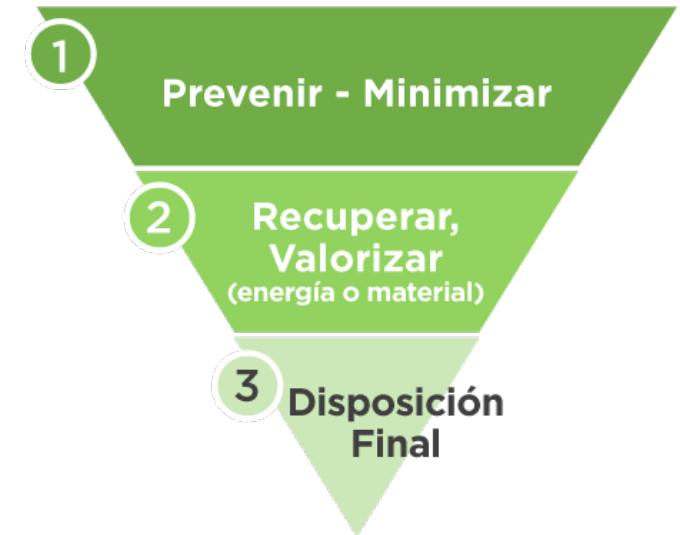 1
Prevenir - Minimizar
2
Recuperar,
Valorizar
(energía o material)
3
Disposición
Final